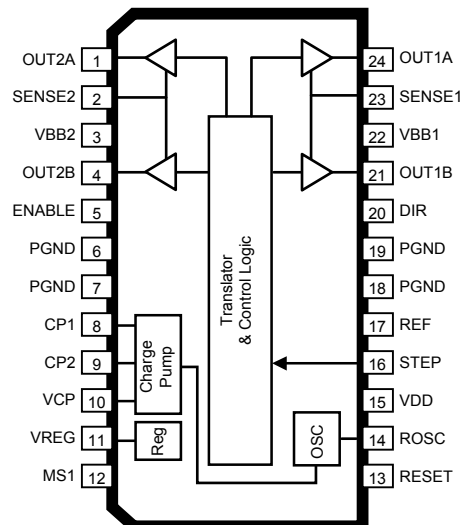 OUT2A 1 24 OUT1A
SENSE2 2 23 SENSE1
VBB2 3 22 VBB1
OUT2B 4 21 OUT1B
ENABLE 5 20 DIR
PGND 6 19 PGND
PGND 7 18 PGND
CP1 8 17 REF
CP2 9 16 STEP
VCP 10 15 VDD
VREG 11 14 ROSC
MS1 12 13 RESET
Translator
& Control Logic
Charge
Pump
Reg
OSC